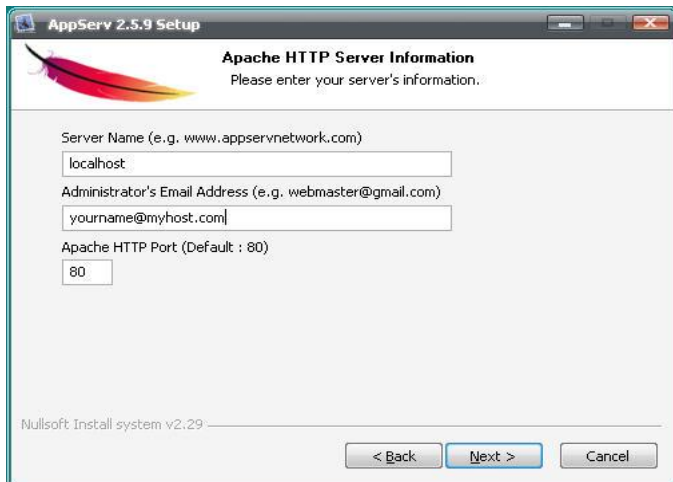 AppServ 2.5.9 Setup
Apache HTTP Server Information
Please enter your server's information.
Server Name (e.g. www.appservnetwork.com)
localhost
Administrator's Email Address (e.g. webmaster@gmail.com)
yourname@myhost.com
Apache HTTP Port (Default : 80)
80
Nullsoft Install system v2.29
< Back Next > Cancel